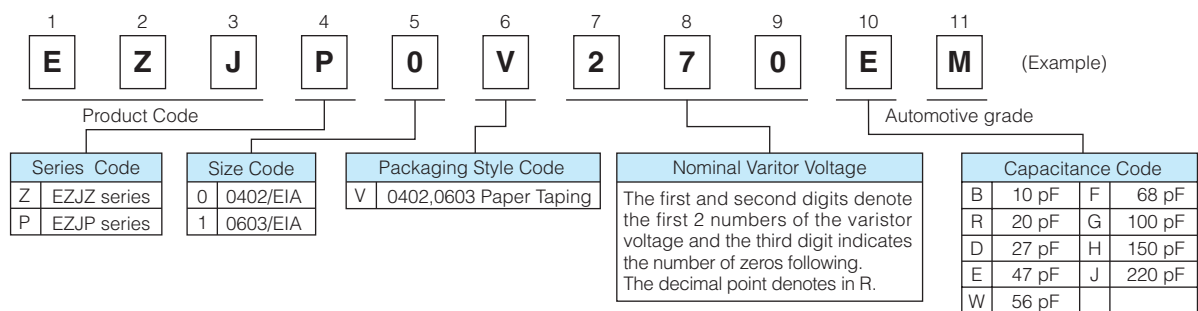 1 2 3 4 5 6 7 8 9 10 11
E Z J P 0 V 2 7 0 E M (Example)
Product Code Automotive grade
Series Code
Z EZJZ series
P EZJP series
Size Code
0 0402/EIA
1 0603/EIA
Packaging Style Code
V 0402,0603 Paper Taping
Nominal Varitor Voltage
The first and second digits denote
the first 2 numbers of the varistor
voltage and the third digit indicates
the number of zeros following.
The decimal point denotes in R.
Capacitance Code
B 10 pF F 68 pF
R 20 pF G 100 pF
D 27 pF H 150 pF
E 47 pF J 220 pF
W 56 pF